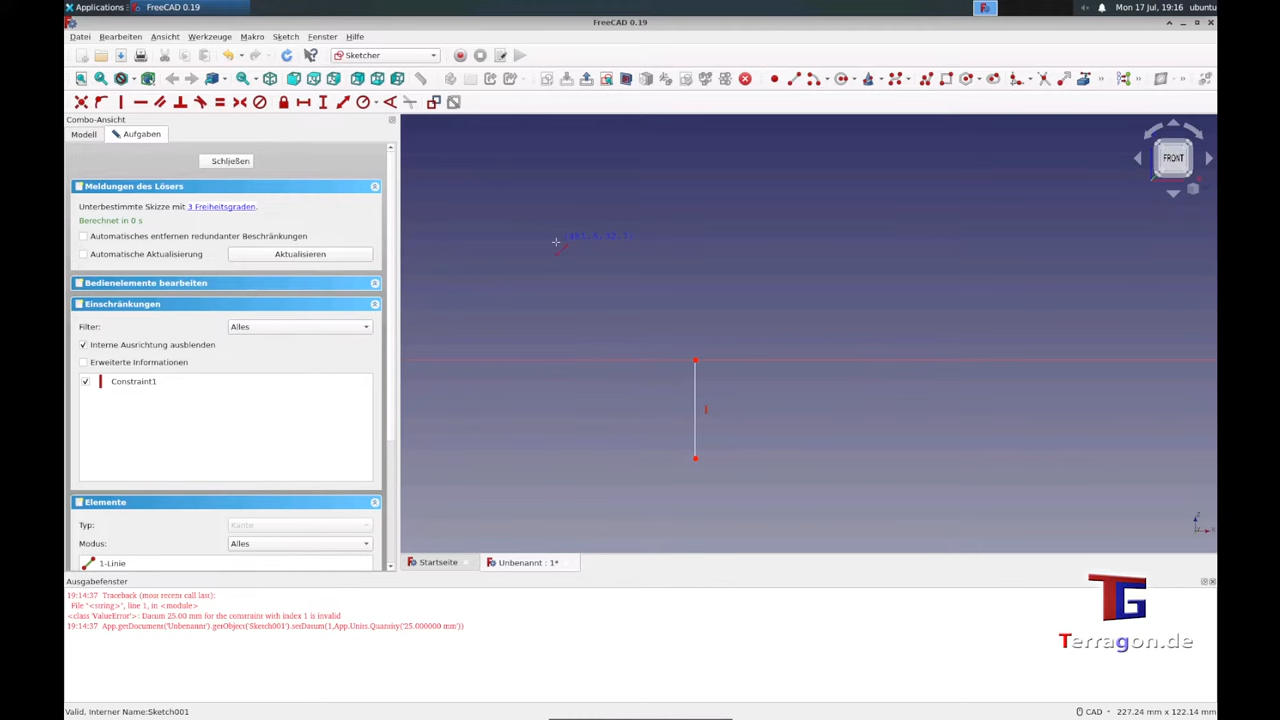 Applications
FreeCAD 0.19
Mon 17 Jul, 19:16
ubuntu
FreeCAD 0.19
Datei
Bearbeiten
Ansicht
Werkzeuge
Makro
Sketch
Fenster
Hilfe
Sketcher
Combo-Ansicht
Modell
Aufgaben
Schließen
Meldungen des Lösers
Unterbestimmte Skizze mit 3 Freiheitsgraden.
Berechnet in 0 s
Automatisches entfernen redundanter Beschränkungen
Automatische Aktualisierung
Aktualisieren
Bedienelemente bearbeiten
Einschränkungen
Filter:
Alles
Interne Ausrichtung ausblenden
Erweiterte Informationen
Constraint1
Elemente
Typ:
Kante
Modus:
Alles
1-Linie
FRONT
Startseite
Unbenannt : 1*
Ausgabefenster
19:14:37 Traceback (most recent call last):
File "<string>", line 1, in <module>
<class 'ValueError'>: Datum 25.00 mm for the constraint with index 1 is invalid
19:14:37 App.getDocument('Unbenannt').getObject('Sketch001').setDatum(1,App.Units.Quantity('25.000000 mm'))
TG
Terragon.de
Valid, Interner Name:Sketch001
CAD
227.24 mm x 122.14 mm